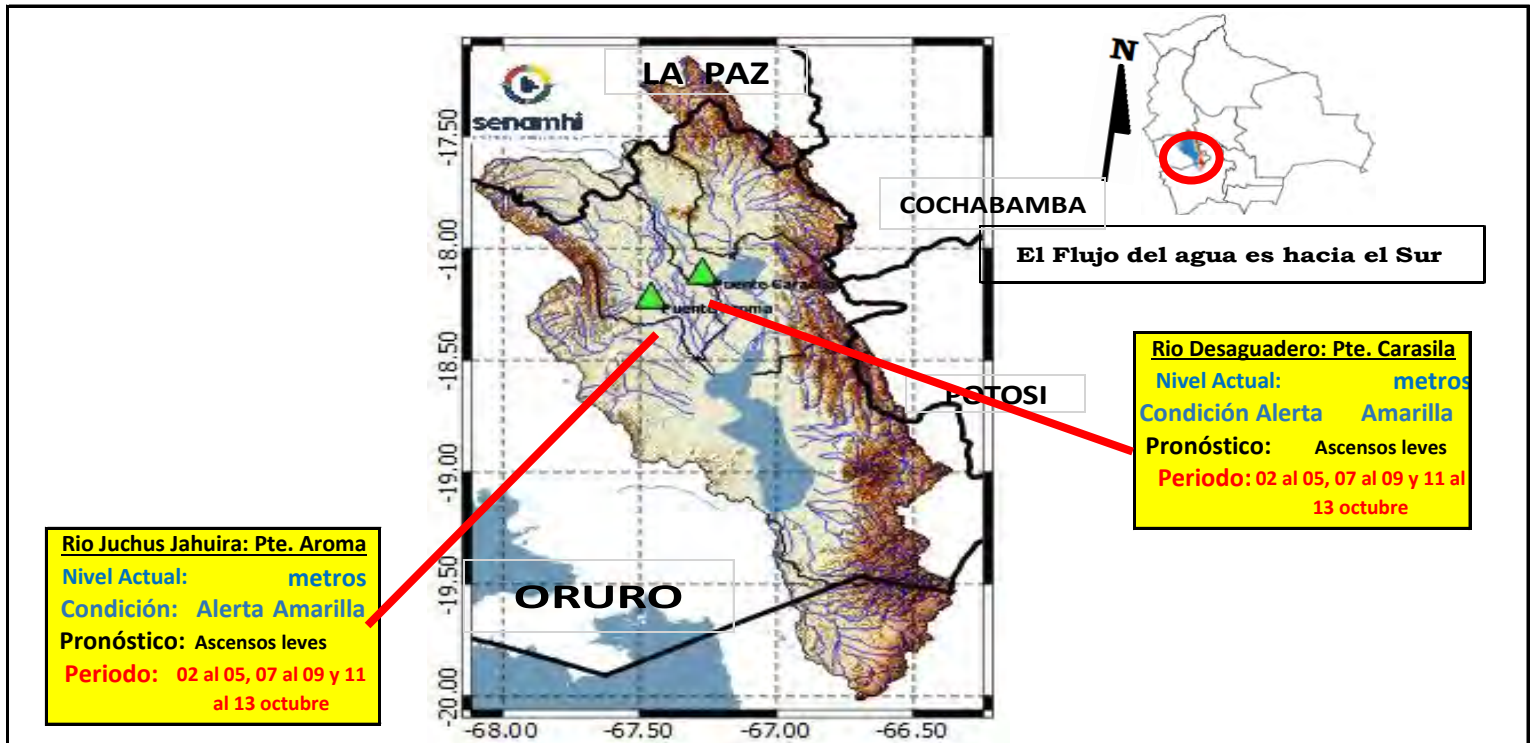 LA PAZ
senamhi
N
COCHABAMBA
El Flujo del agua es hacia el Sur
Puente
Puente
POTOSI
Rio Desaguadero: Pte. Carasila
Nivel Actual: metros
Condición Alerta Amarilla
Pronóstico: Ascensos leves
Periodo: 02 al 05, 07 al 09 y 11 al
13 octubre
Rio Juchus Jahuira: Pte. Aroma
Nivel Actual: metros
Condición: Alerta Amarilla
Pronóstico: Ascensos leves
Periodo: 02 al 05, 07 al 09 y 11
al 13 octubre
ORURO
-17.50
-18.00
-18.50
-19.00
-19.50
-20.00
-68.00 -67.50 -67.00 -66.50